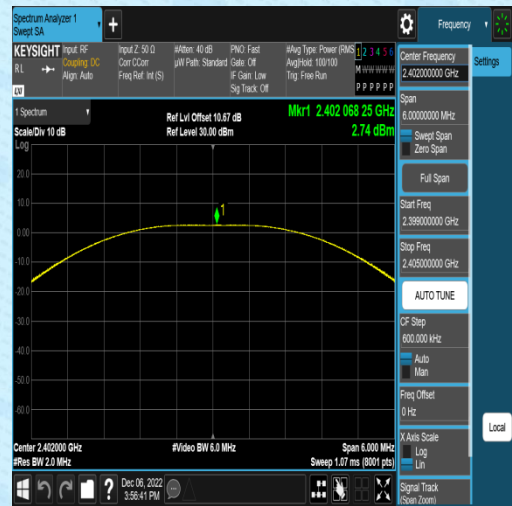 Spectrum Analyzer 1
Swept SA
+
Frequency
KEYSIGHT
RL
LXI
Input: RF
Coupling: DC
Align: Auto
Input Z: 50 Ω
Corr CCorr
Freq Ref: Int (S)
#Atten: 40 dB
µW Path: Standard
PNO: Fast
Gate: Off
IF Gain: Low
Sig Track: Off
#Avg Type: Power (RMS
Avg|Hold: 100/100
Trig: Free Run
1 2 3 4 5 6
M W W W W W
P P P P P P
1 Spectrum
Scale/Div 10 dB
Log
Ref Lvl Offset 10.67 dB
Ref Level 30.00 dBm
Mkr1 2.402 068 25 GHz
2.74 dBm
20.0
10.0
0.00
-10.0
-20.0
-30.0
-40.0
-50.0
-60.0
1
Center 2.402000 GHz
#Res BW 2.0 MHz
#Video BW 6.0 MHz
Span 6.000 MHz
Sweep 1.07 ms (8001 pts)
?
Dec 06, 2022
3:56:41 PM
Center Frequency
2.402000000 GHz
Settings
Span
6.00000000 MHz
Swept Span
Zero Span
Full Span
Start Freq
2.399000000 GHz
Stop Freq
2.405000000 GHz
AUTO TUNE
CF Step
600.000 kHz
Auto
Man
Freq Offset
0 Hz
Local
X Axis Scale
Log
Lin
Signal Track
(Span Zoom)